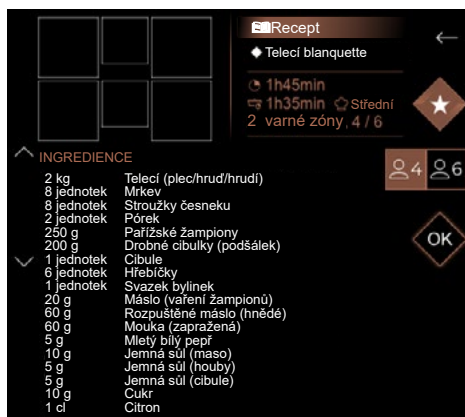 Recept
Telecí blanquette
1h45min
1h35min Střední
2 varné zóny, 4 / 6
INGREDIENCE
4 6
2 kg Telecí (plec/hruď/hrudí)
8 jednotek Mrkev
8 jednotek Stroužky česneku
2 jednotek Pórek
250 g Pařížské žampiony
200 g Drobné cibulky (podšálek)
OK
1 jednotek Cibule
6 jednotek Hřebíčky
1 jednotek Svazek bylinek
20 g Máslo (vaření žampionů)
60 g Rozpuštěné máslo (hnědé)
60 g Mouka (zapražená)
5 g Mletý bílý pepř
10 g Jemná sůl (maso)
5 g Jemná sůl (houby)
5 g Jemná sůl (cibule)
10 g Cukr
1 cl Citron